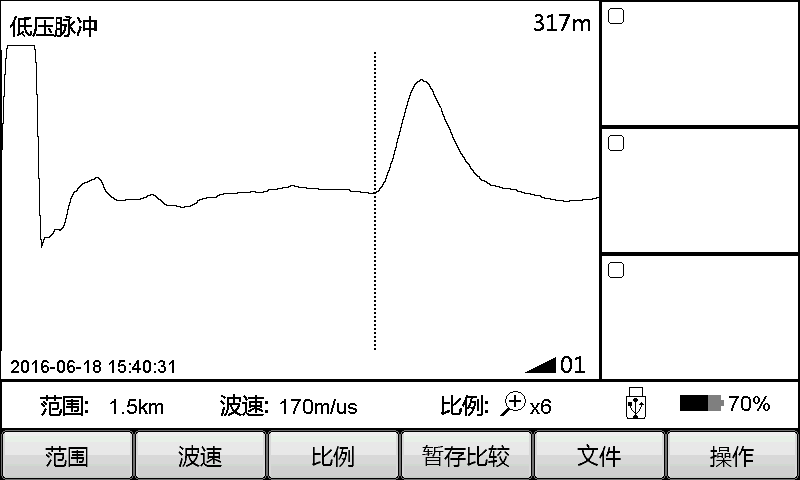 低压脉冲 317m
2016-06-18 15:40:31 01
范围: 1.5km 波速: 170m/us 比例: x6 70%
范围 波速 比例 暂存比较 文件 操作